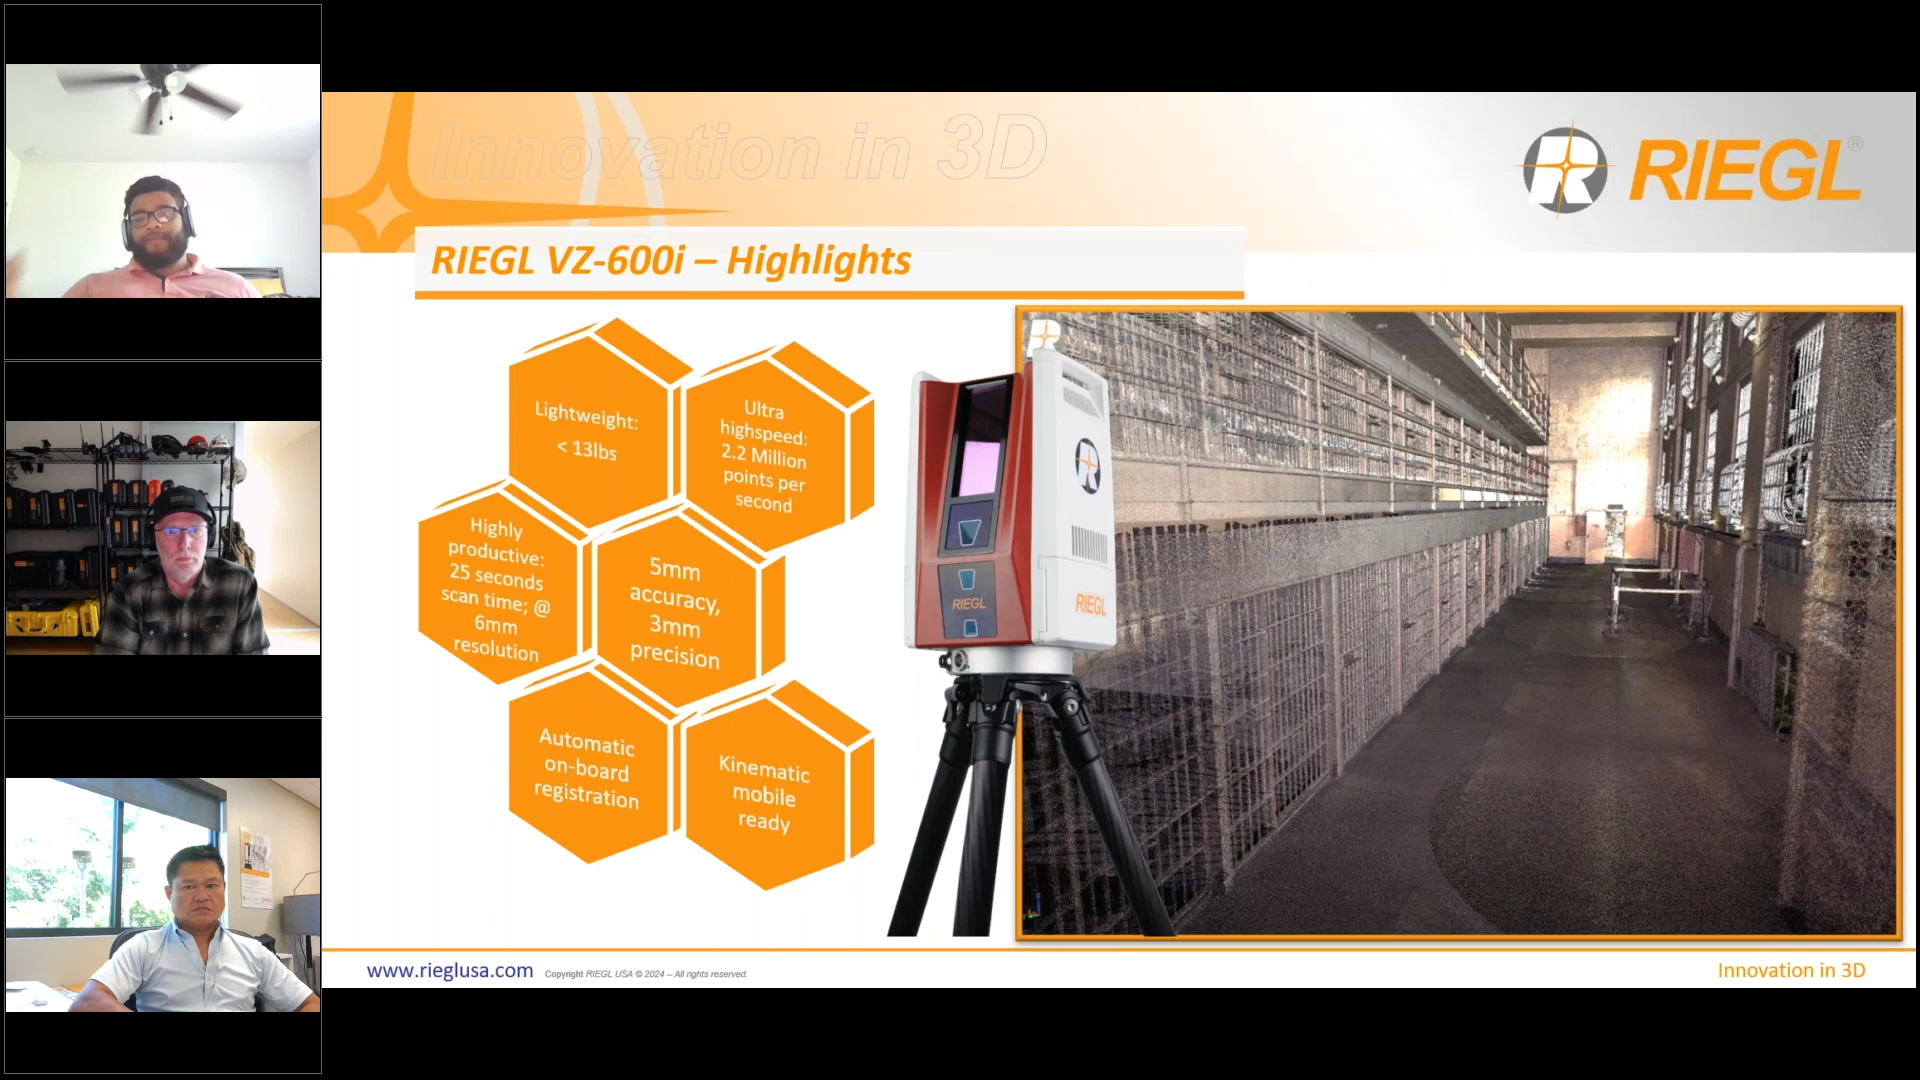 Innovation in 3D
RIEGL®
RIEGL VZ-600i – Highlights
Lightweight:
< 13lbs
Ultra
highspeed:
2.2 Million
points per
second
Highly
productive:
25 seconds
scan time; @
6mm
resolution
5mm
accuracy,
3mm
precision
Automatic
on-board
registration
Kinematic
mobile
ready
RIEGL
RIEGL
www.rieglusa.com Copyright RIEGL USA © 2024 – All rights reserved.
Innovation in 3D